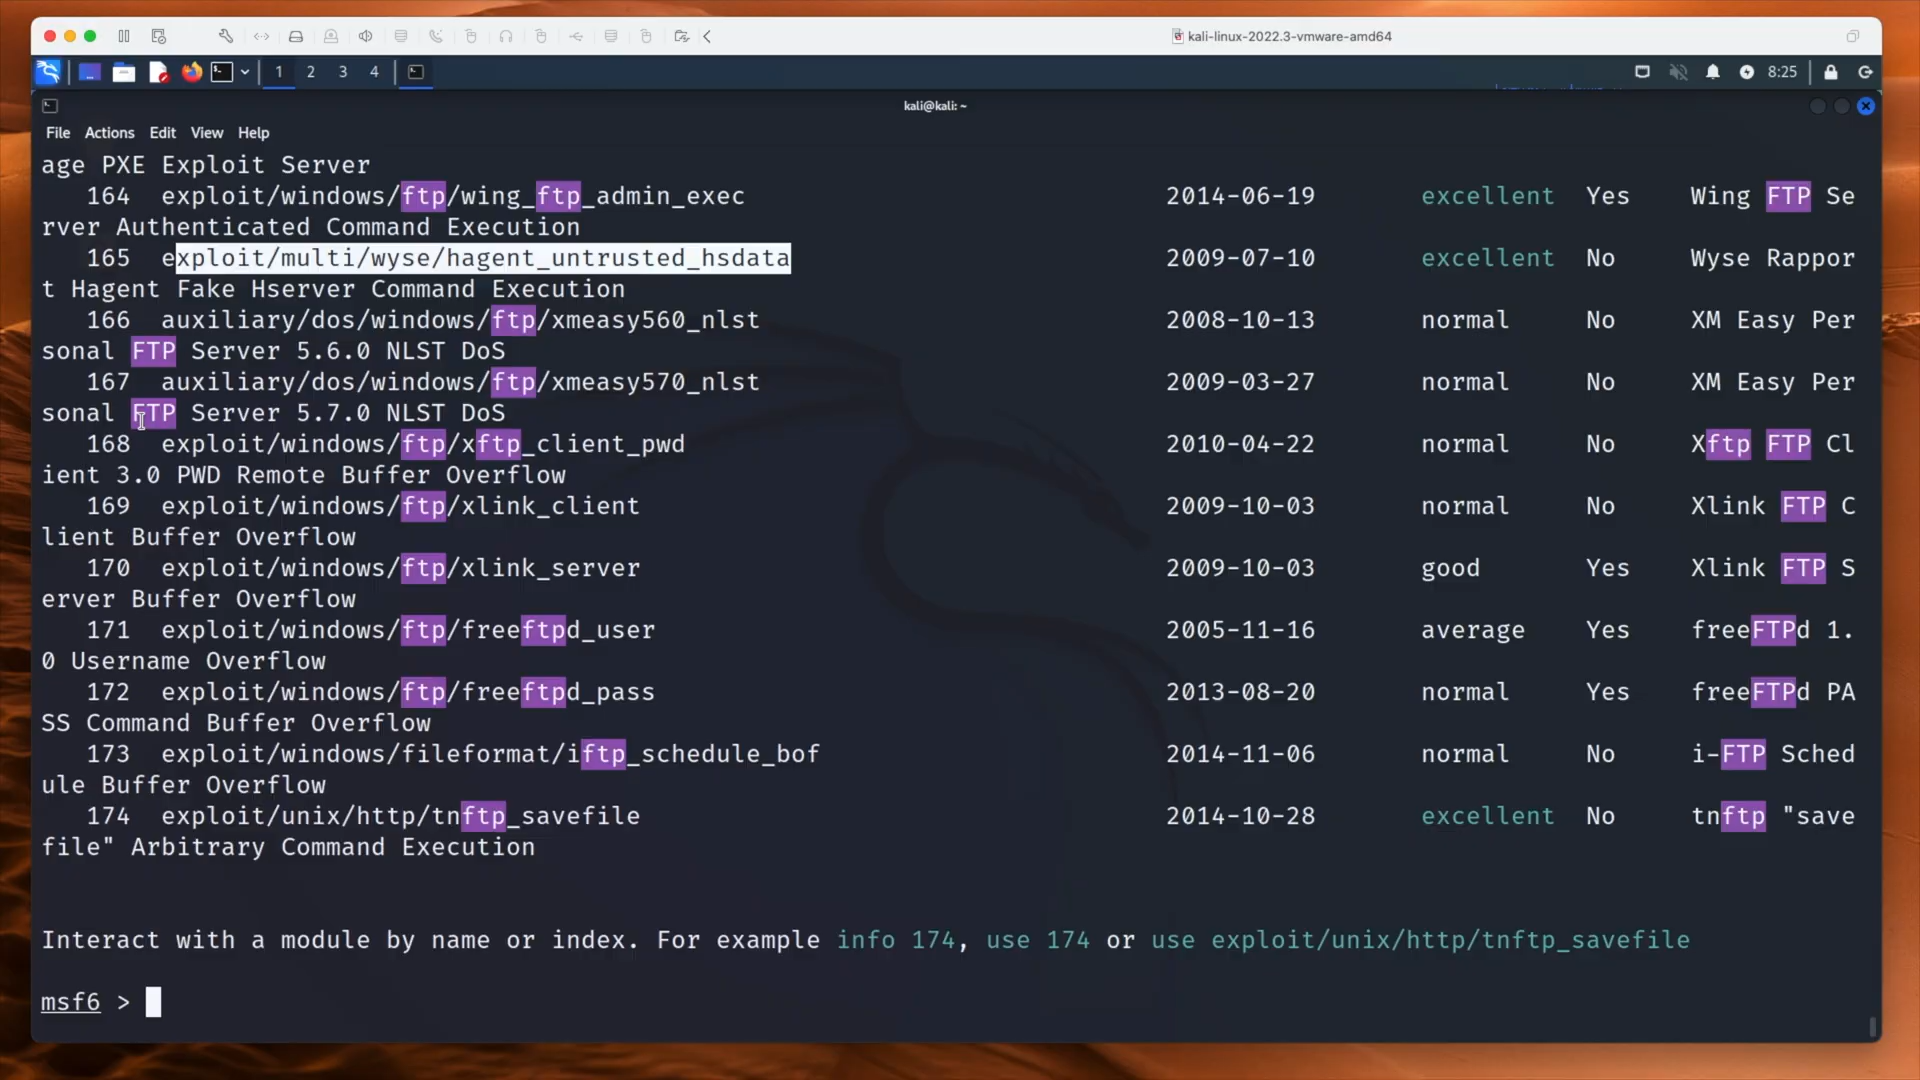 kali-linux-2022.3-vmware-amd64
1 2 3 4 8:25
kali@kali: ~
File Actions Edit View Help
age PXE Exploit Server
164 exploit/windows/ftp/wing_ftp_admin_exec 2014-06-19 excellent Yes Wing FTP Se
rver Authenticated Command Execution
165 exploit/multi/wyse/hagent_untrusted_hsdata 2009-07-10 excellent No Wyse Rappor
t Hagent Fake Hserver Command Execution
166 auxiliary/dos/windows/ftp/xmeasy560_nlst 2008-10-13 normal No XM Easy Per
sonal FTP Server 5.6.0 NLST DoS
167 auxiliary/dos/windows/ftp/xmeasy570_nlst 2009-03-27 normal No XM Easy Per
sonal FTP Server 5.7.0 NLST DoS
168 exploit/windows/ftp/xftp_client_pwd 2010-04-22 normal No Xftp FTP Cl
ient 3.0 PWD Remote Buffer Overflow
169 exploit/windows/ftp/xlink_client 2009-10-03 normal No Xlink FTP C
lient Buffer Overflow
170 exploit/windows/ftp/xlink_server 2009-10-03 good Yes Xlink FTP S
erver Buffer Overflow
171 exploit/windows/ftp/freeftpd_user 2005-11-16 average Yes freeFTPd 1.
0 Username Overflow
172 exploit/windows/ftp/freeftpd_pass 2013-08-20 normal Yes freeFTPd PA
SS Command Buffer Overflow
173 exploit/windows/fileformat/iftp_schedule_bof 2014-11-06 normal No i-FTP Sched
ule Buffer Overflow
174 exploit/unix/http/tnftp_savefile 2014-10-28 excellent No tnftp "save
file" Arbitrary Command Execution
Interact with a module by name or index. For example info 174, use 174 or use exploit/unix/http/tnftp_savefile
msf6 >